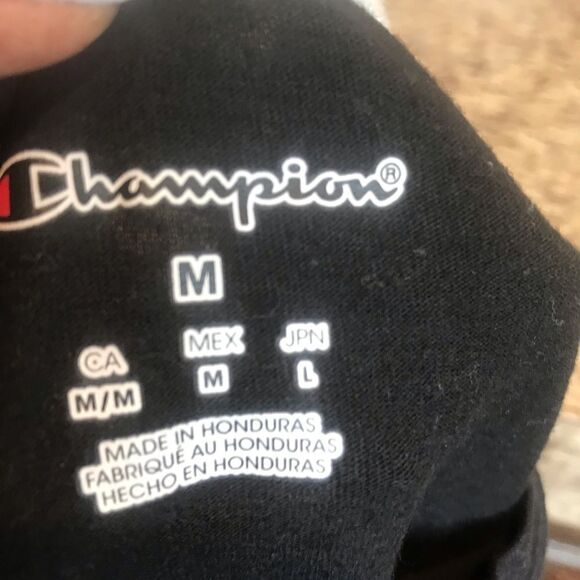 Champion®
M
CA MEX JPN
M/M M L
MADE IN HONDURAS
FABRIQUÉ AU HONDURAS
HECHO EN HONDURAS